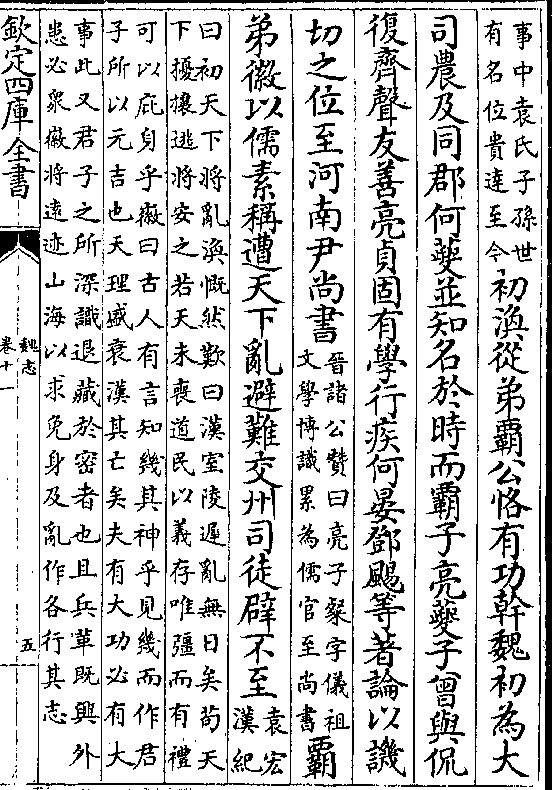 事中袁氏子孫世
有名位貴達至今
初渙從弟霸公恪有功幹魏初為大
司農及同郡何夔並知名於時而霸子亮夔子曾與侃
復齊聲友善亮貞固有學行疾何晏鄧颺等著論以譏
切之位至河南尹尚書
晉諸公贊曰亮子粲字儀祖
文學博識累為儒官至尚書
霸
弟徽以儒素稱遭天下亂避難交州司徒辟不至
袁宏
漢紀
曰初天下將亂渙慨然歎曰漢室陵遲亂無日矣茍天
下擾攘逃將安之若天未喪道民以義存唯彊而有禮
可以庇身乎徽曰古人有言知幾其神乎見幾而作君
子所以元吉也天理盛衰漢其亡矣夫有大功必有大
事此又君子之所深識退藏於密者也且兵革既興外
患必衆徽將遠迹山海以求免身及亂作各行其志
欽定四庫全書
魏志
卷十一
五